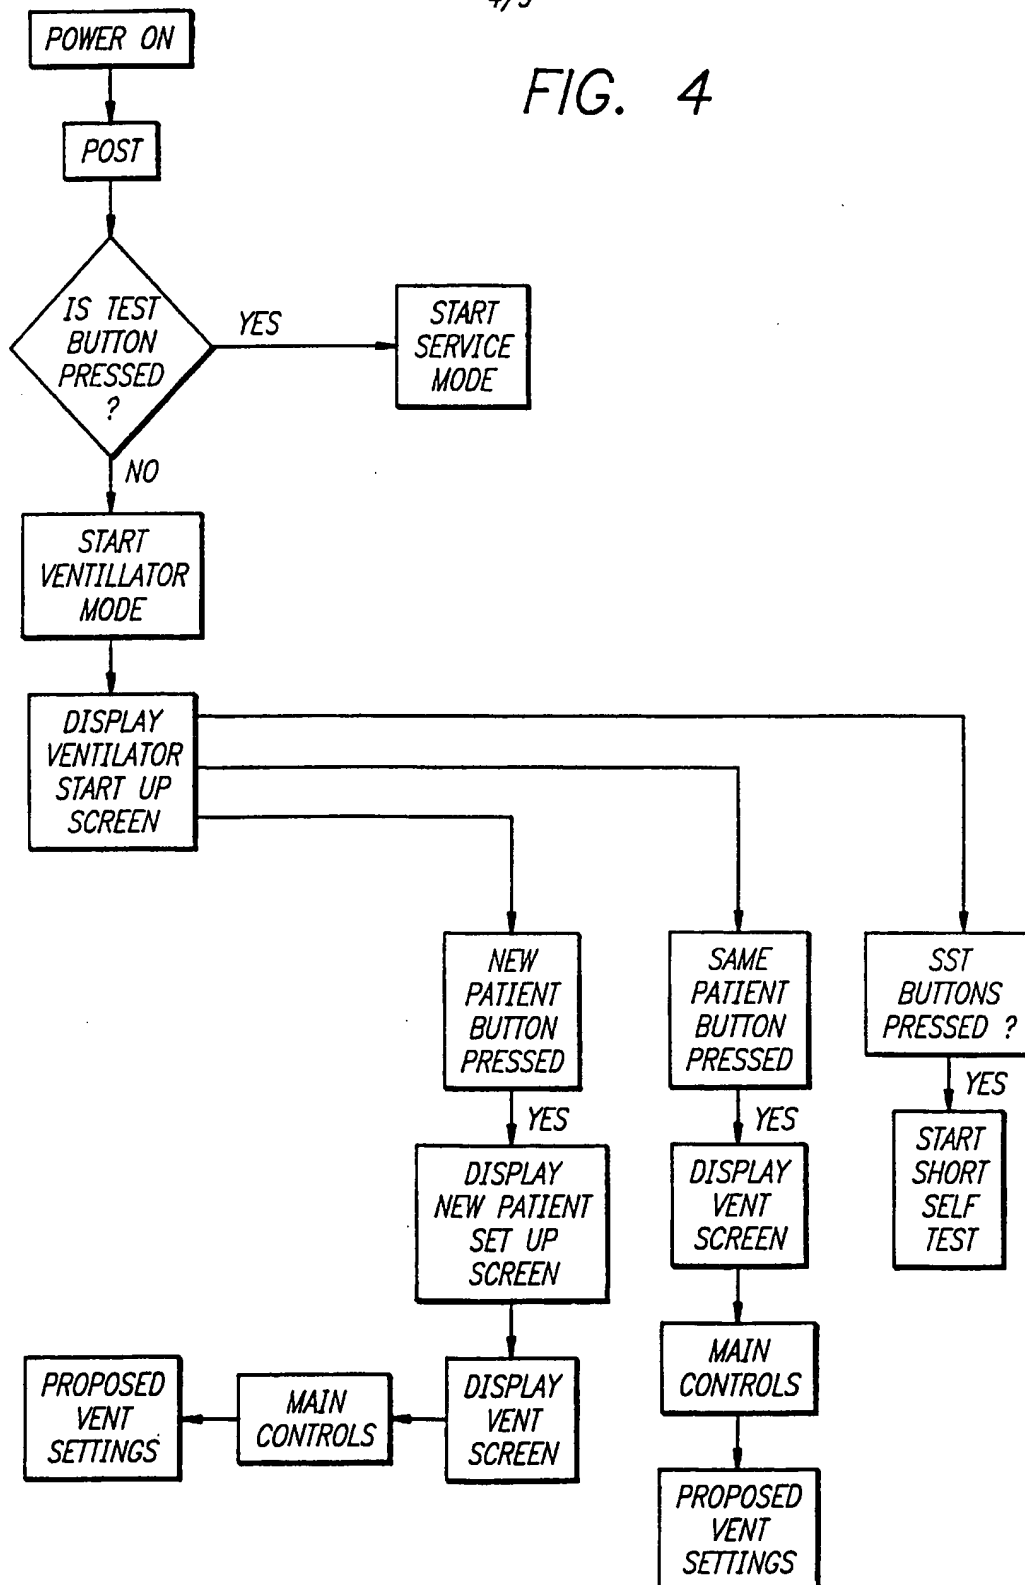 4/9
POWER ON
FIG. 4
POST
IS TEST
BUTTON
PRESSED
?
YES
START
SERVICE
MODE
NO
START
VENTILLATOR
MODE
DISPLAY
VENTILATOR
START UP
SCREEN
NEW
PATIENT
BUTTON
PRESSED
YES
DISPLAY
NEW PATIENT
SET UP
SCREEN
DISPLAY
VENT
SCREEN
MAIN
CONTROLS
PROPOSED
VENT
SETTINGS
SAME
PATIENT
BUTTON
PRESSED
YES
DISPLAY
VENT
SCREEN
MAIN
CONTROLS
PROPOSED
VENT
SETTINGS
SST
BUTTONS
PRESSED ?
YES
START
SHORT
SELF
TEST